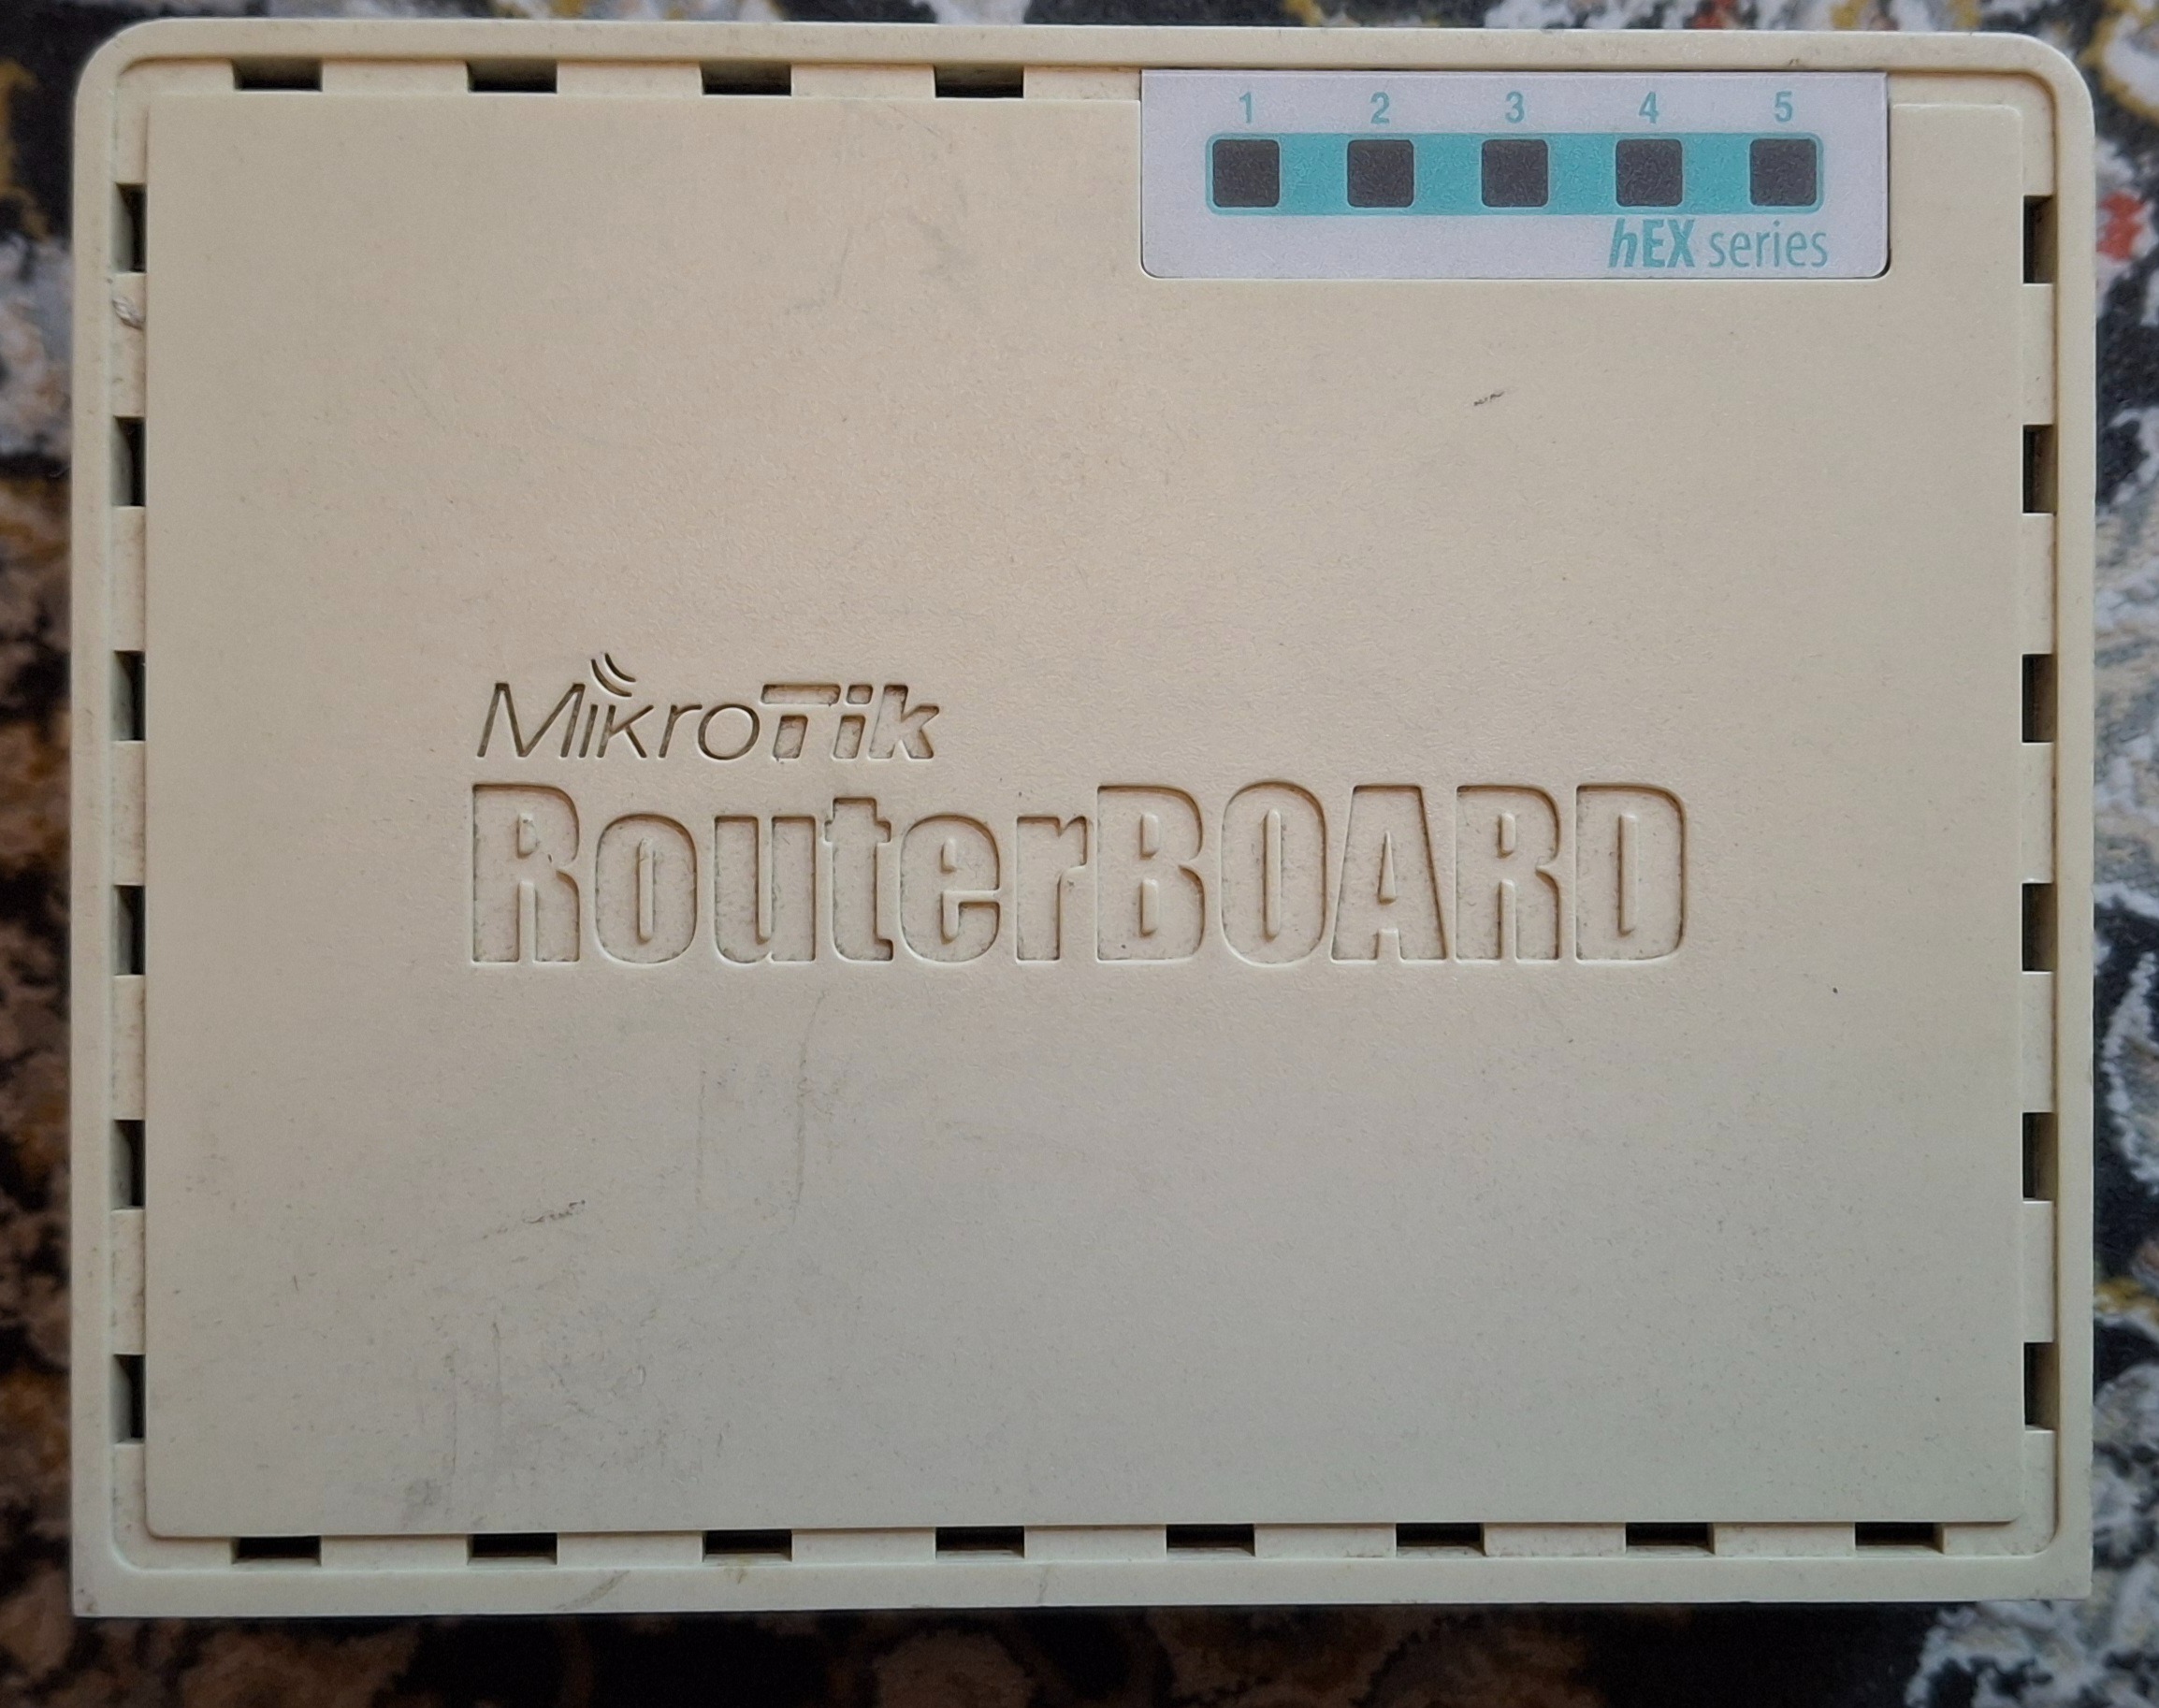 1 2 3 4 5
hEX series
MikroTik
RouterBOARD